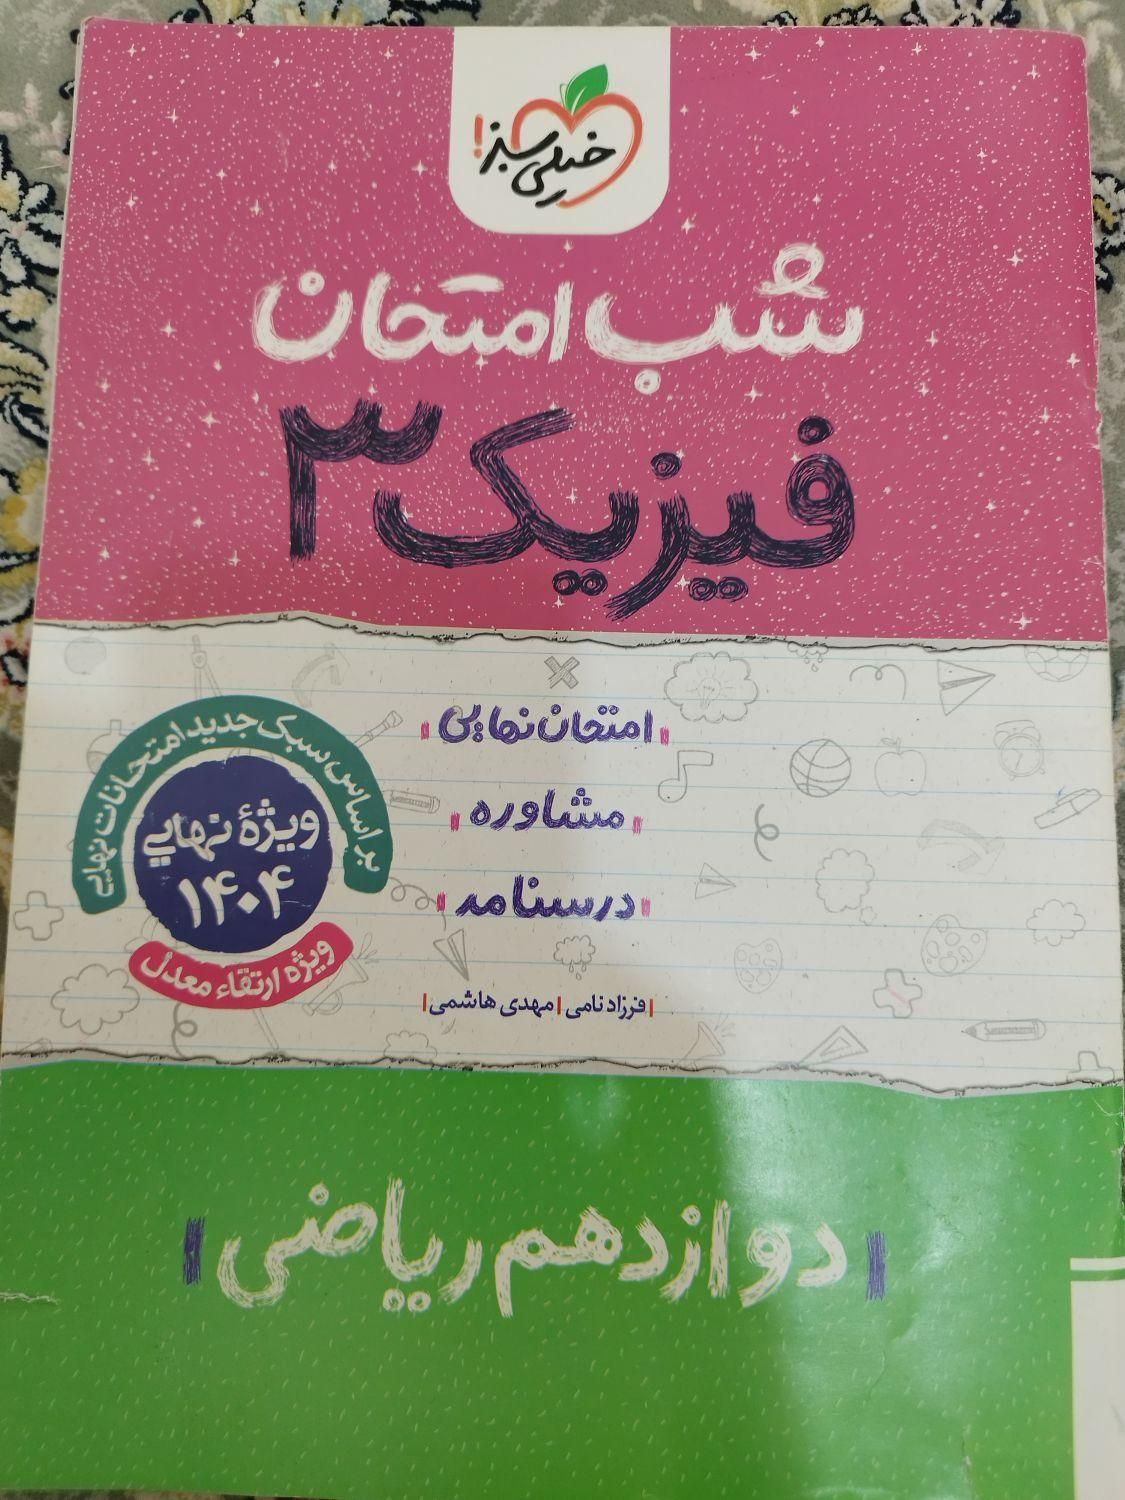 خیلی سبز!
شب امتحان
فیزیک ۳
امتحان نهایی
مشاوره
درسنامه
بر اساس سبک جدید امتحانات نهایی
ویژهٔ نهایی
۱۴۰۴
ویژه ارتقاء معدل
| فرزاد نامی | مهدی هاشمی |
دوازدهم ریاضی